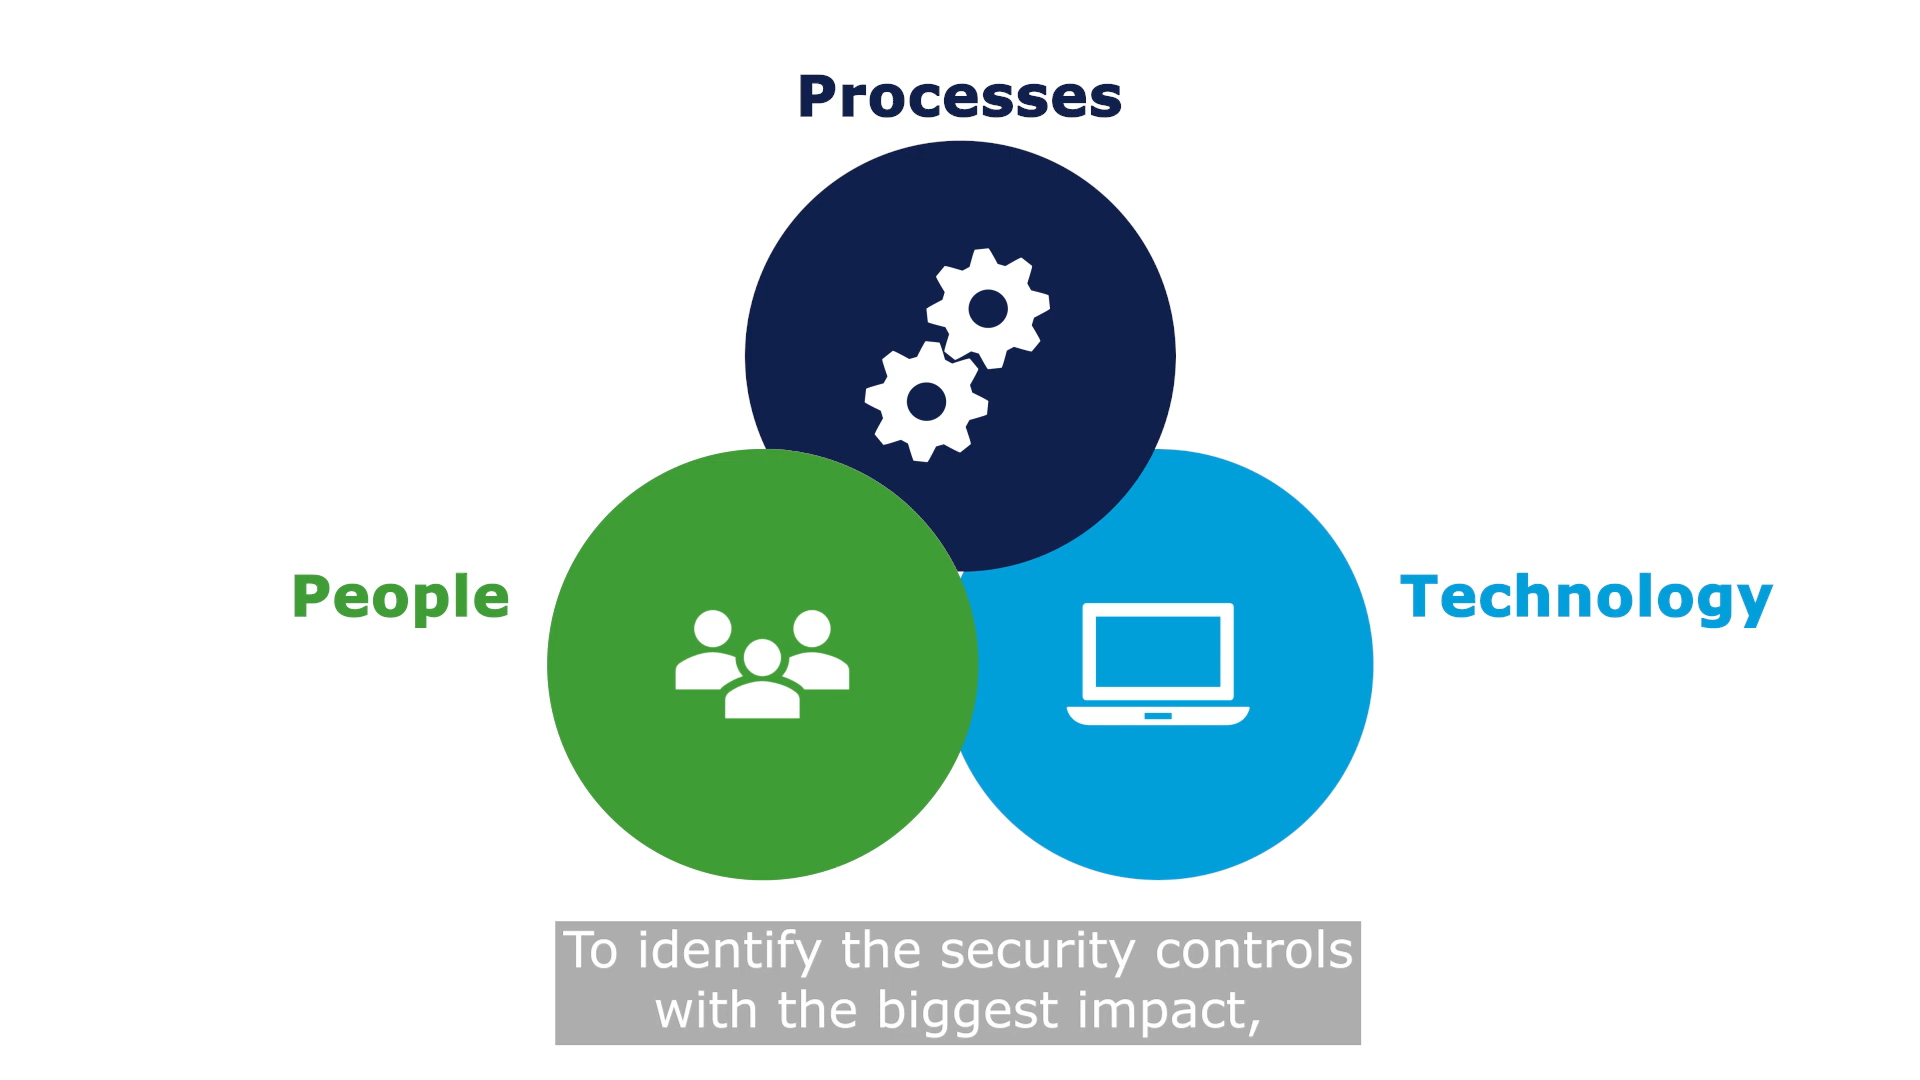 Processes
People
Technology
To identify the security controls
with the biggest impact,